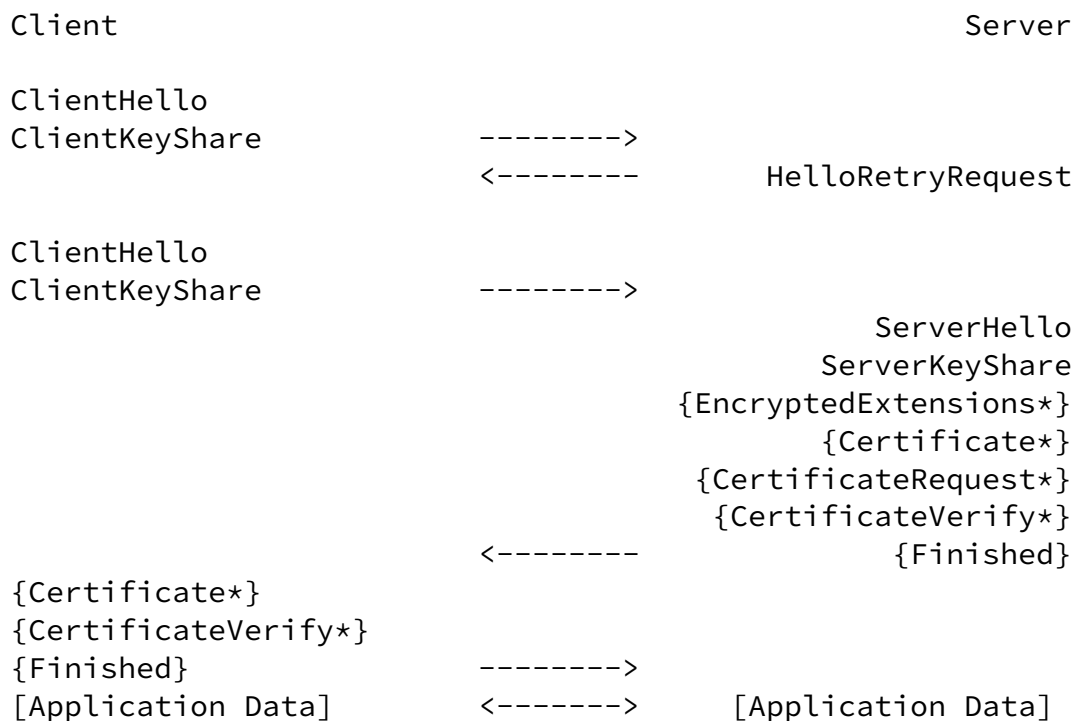 Client                                               Server

ClientHello
ClientKeyShare            -------->
                          <--------       HelloRetryRequest

ClientHello
ClientKeyShare            -------->
                                                ServerHello
                                             ServerKeyShare
                                     {EncryptedExtensions*}
                                             {Certificate*}
                                      {CertificateRequest*}
                                       {CertificateVerify*}
                          <--------              {Finished}
{Certificate*}
{CertificateVerify*}
{Finished}                -------->
[Application Data]        <------->      [Application Data]